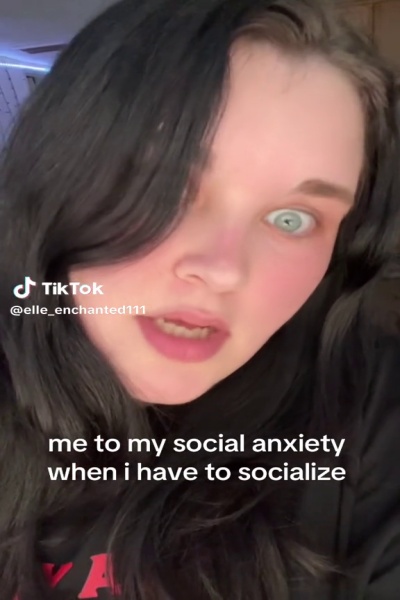 TikTok
@elle_enchanted111
me to my social anxiety
when i have to socialize